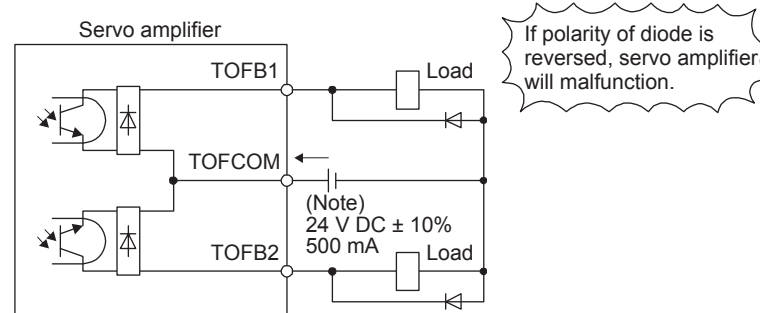 Servo amplifier
If polarity of diode is
reversed, servo amplifier
will malfunction.
TOFB1
Load
TOFCOM
(Note)
24 V DC ± 10%
500 mA
TOFB2
Load